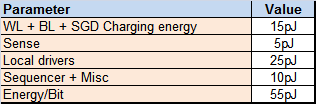 Parameter Value
WL + BL + SGD Charging energy 15pJ
Sense 5pJ
Local drivers 25pJ
Sequencer + Misc 10pJ
Energy/Bit 55pJ